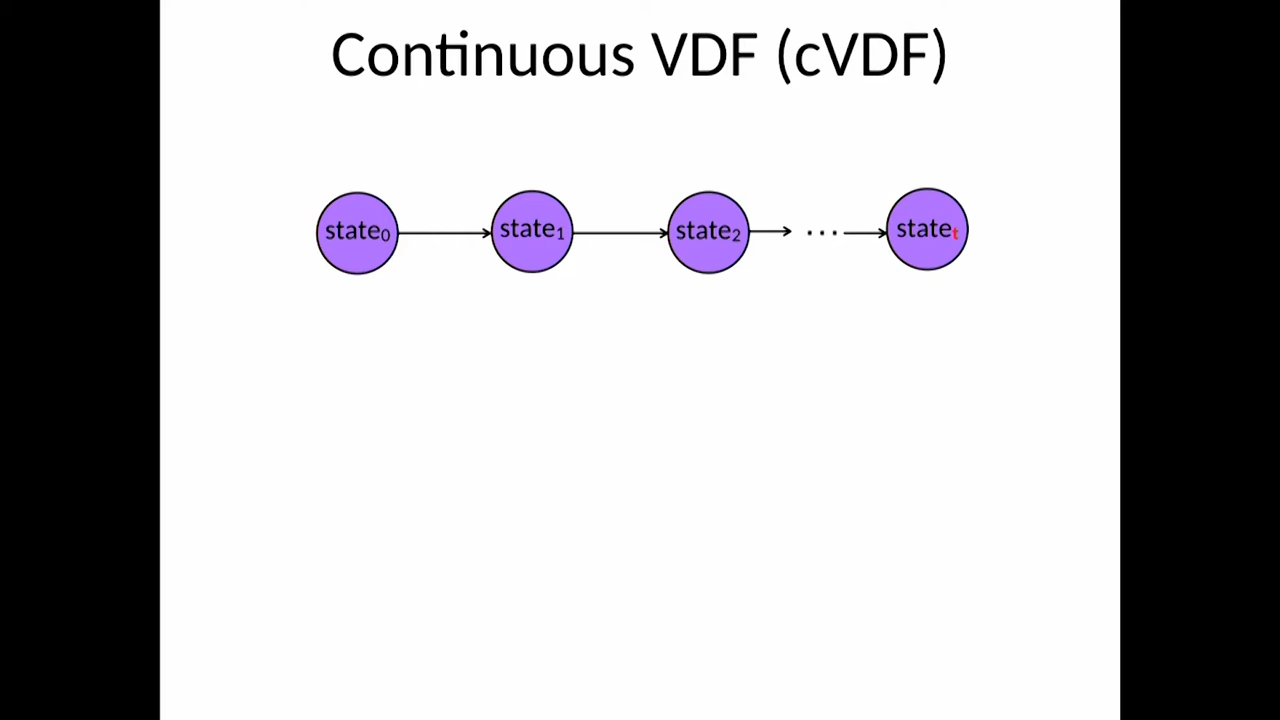 Continuous VDF (cVDF)
state₀ state₁ state₂ ... stateₜ